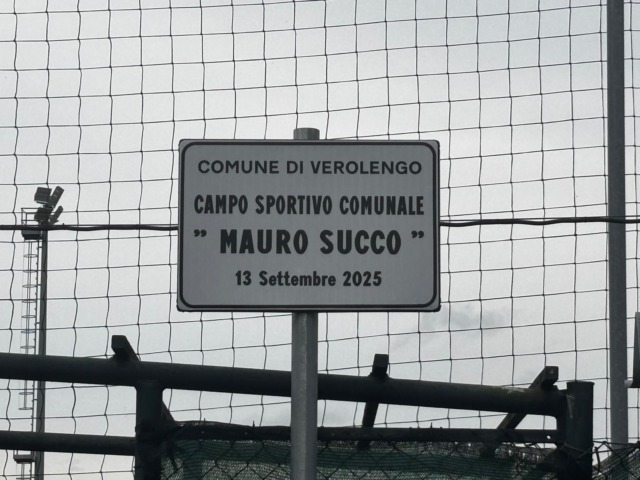 COMUNE DI VEROLENGO
CAMPO SPORTIVO COMUNALE
" MAURO SUCCO "
13 Settembre 2025